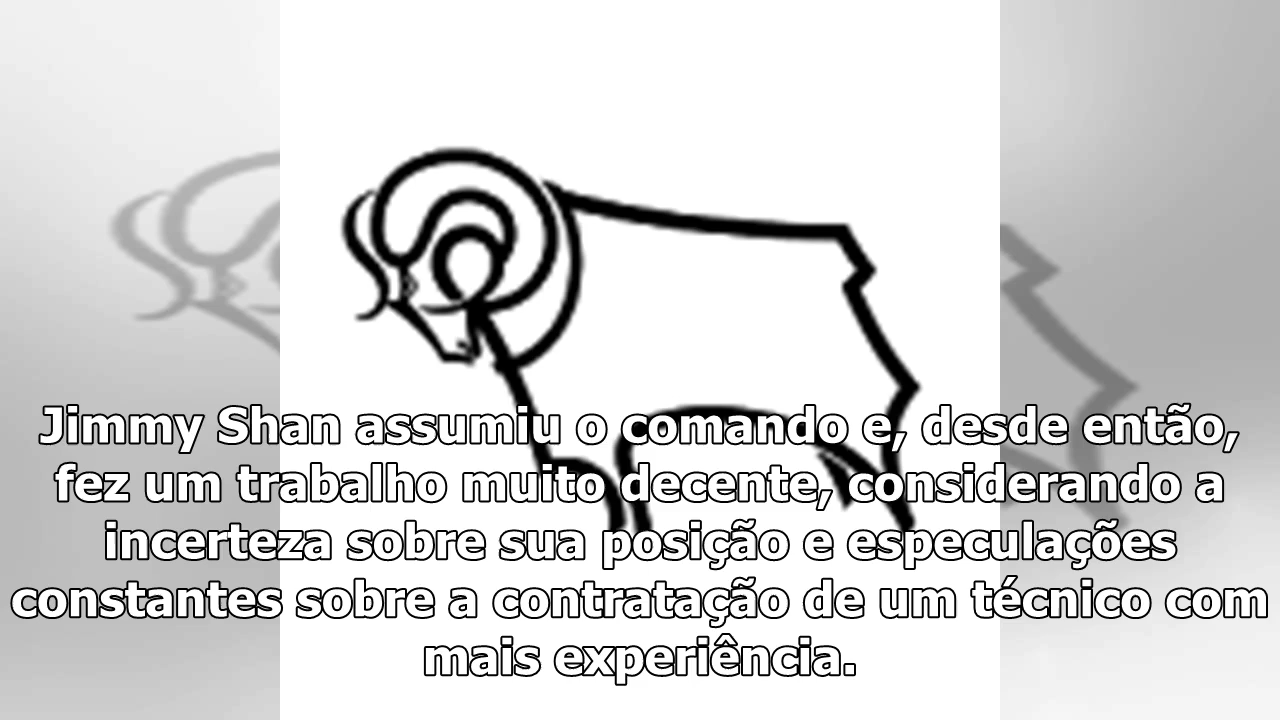 Jimmy Shan assumiu o comando e, desde então,
fez um trabalho muito decente, considerando a
incerteza sobre sua posição e especulações
constantes sobre a contratação de um técnico com
mais experiência.